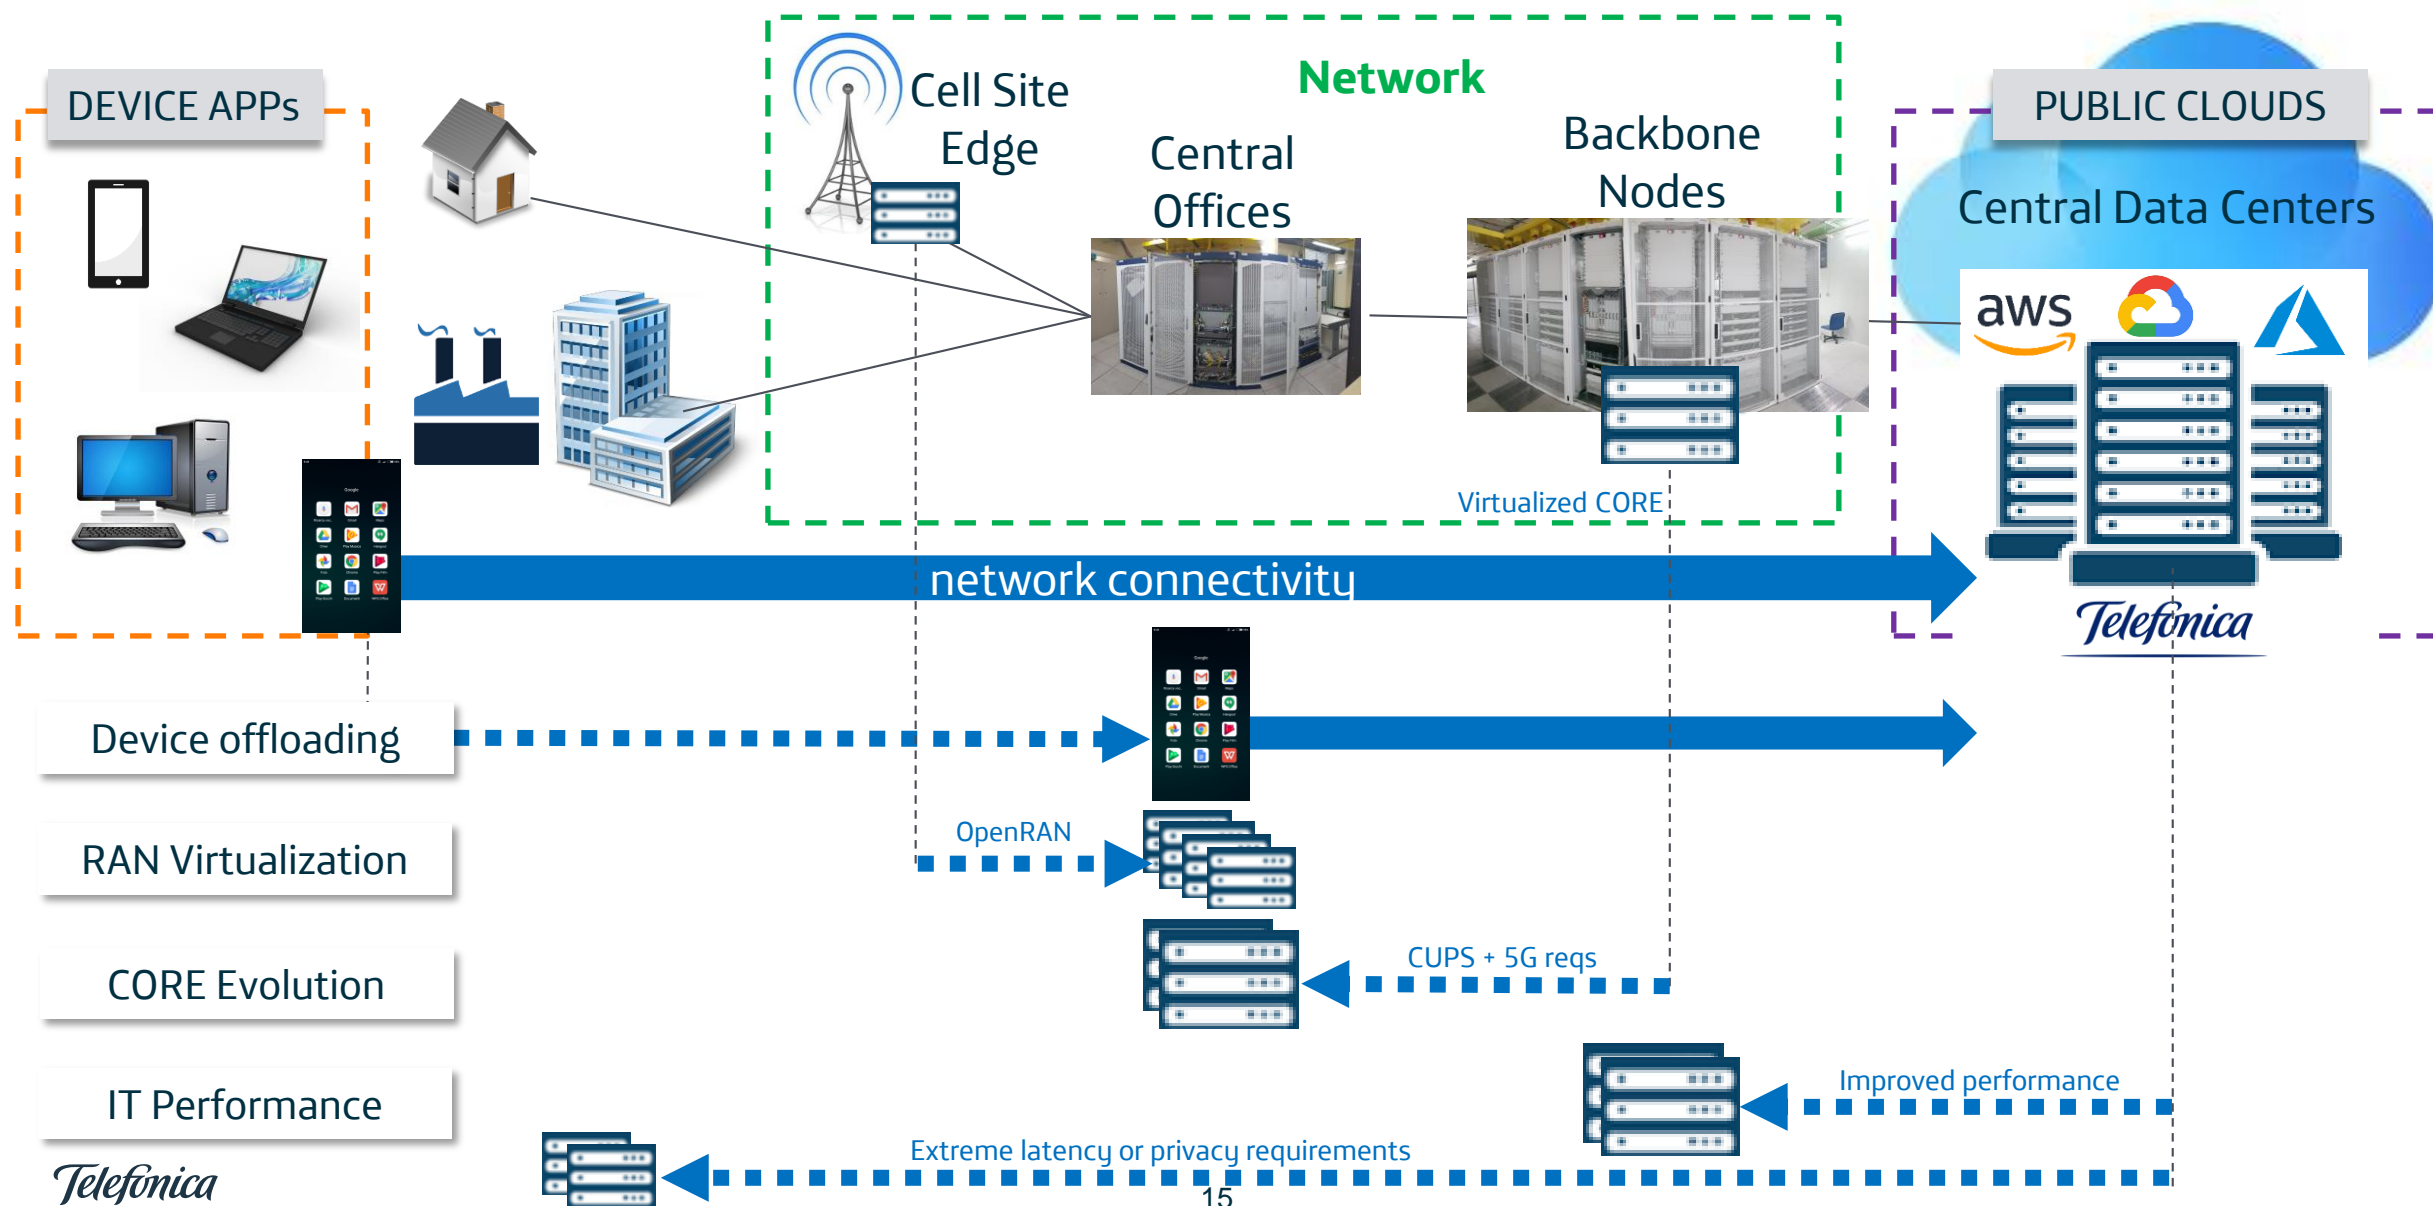 DEVICE APPs
Network
Cell Site
Edge
Central
Offices
Backbone
Nodes
PUBLIC CLOUDS
Central Data Centers
aws
Virtualized CORE
Google
network connectivity
Telefónica
Google
Device offloading
OpenRAN
RAN Virtualization
CUPS + 5G reqs
CORE Evolution
Improved performance
IT Performance
Extreme latency or privacy requirements
Telefónica
15